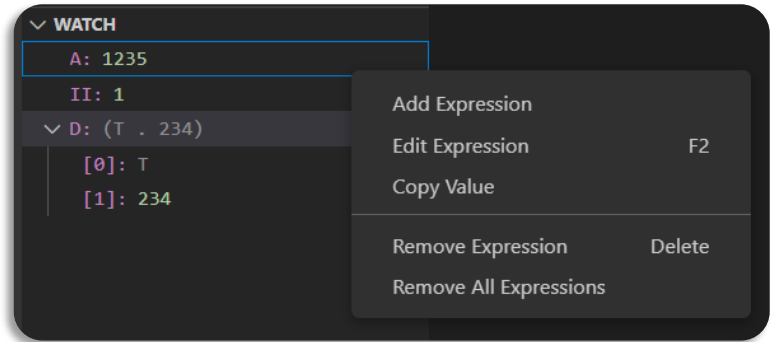 WATCH
A: 1235
II: 1
D: (T . 234)
[0]: T
[1]: 234
Add Expression
Edit Expression F2
Copy Value
Remove Expression Delete
Remove All Expressions